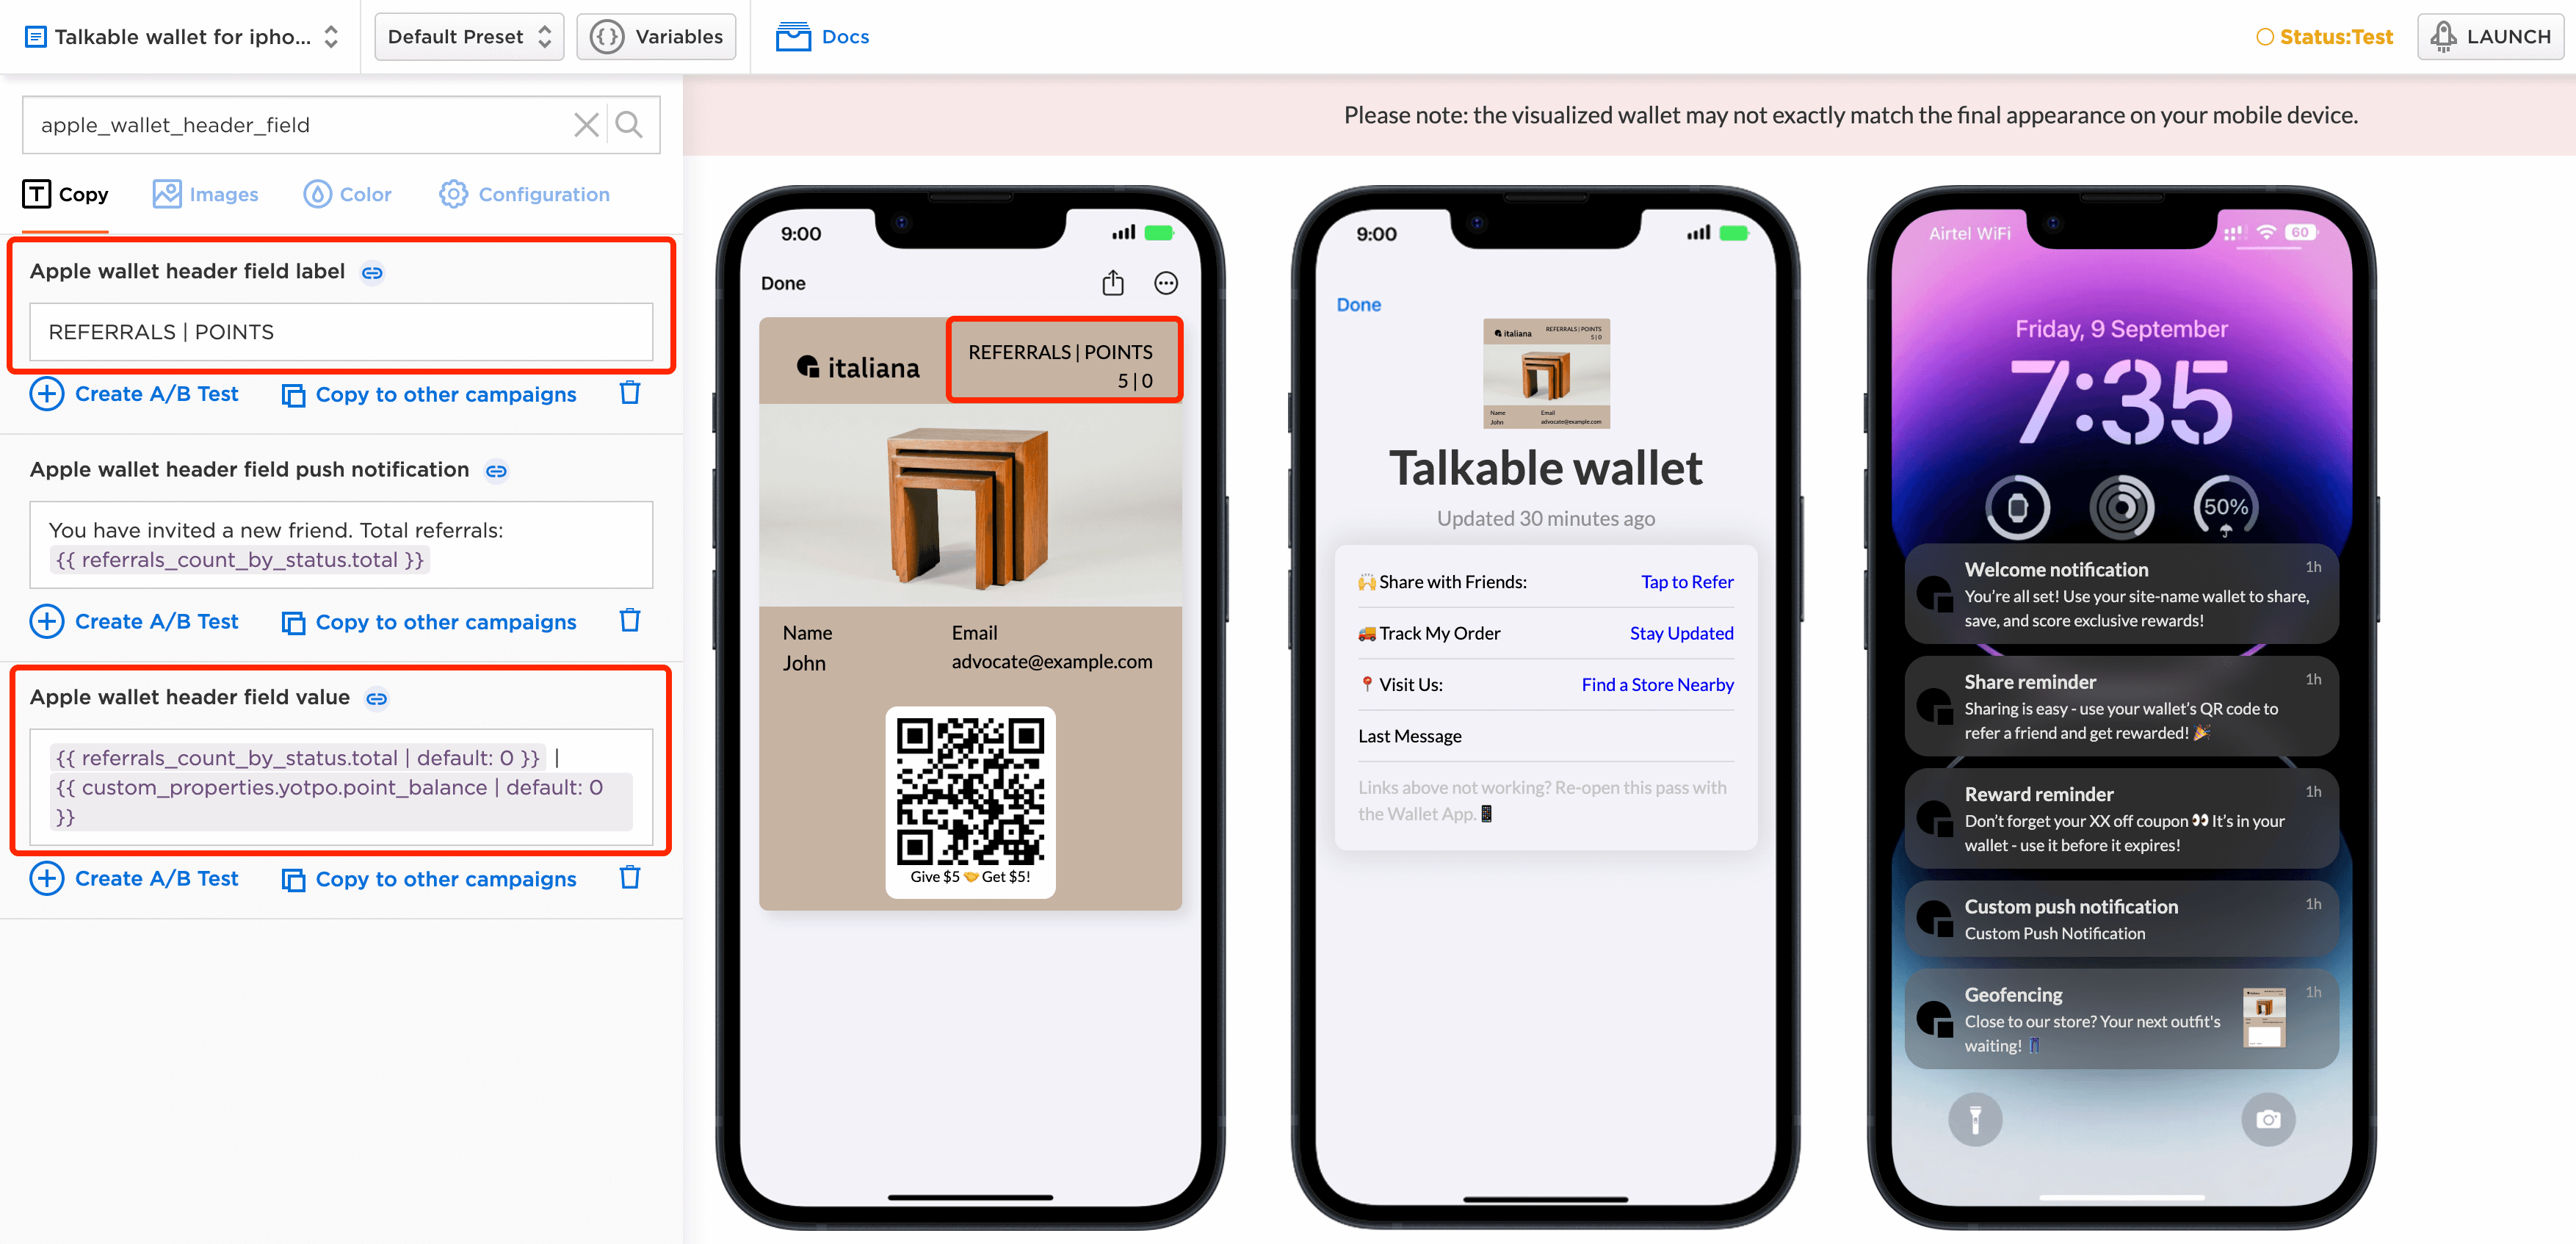 Talkable wallet for ipho...
Default Preset
{} Variables
Docs
Status:Test
LAUNCH
apple_wallet_header_field
Copy
Images
Color
Configuration
Apple wallet header field label
REFERRALS | POINTS
Create A/B Test
Copy to other campaigns
Apple wallet header field push notification
You have invited a new friend. Total referrals:
{{ referrals_count_by_status.total }}
Create A/B Test
Copy to other campaigns
Apple wallet header field value
{{ referrals_count_by_status.total | default: 0 }} |
{{ custom_properties.yotpo.point_balance | default: 0
}}
Create A/B Test
Copy to other campaigns
Please note: the visualized wallet may not exactly match the final appearance on your mobile device.
9:00
Done
italiana
REFERRALS | POINTS
5 | 0
Name
John
Email
advocate@example.com
Give $5 🤝 Get $5!
9:00
Done
italiana
REFERRALS | POINTS
5 | 0
Name
John
Email
advocate@example.com
Talkable wallet
Updated 30 minutes ago
🙌 Share with Friends:
Tap to Refer
🚚 Track My Order
Stay Updated
📍 Visit Us:
Find a Store Nearby
Last Message
Links above not working? Re-open this pass with
the Wallet App.📱
Airtel WiFi
60
Friday, 9 September
7:35
50%
Welcome notification
1h
You're all set! Use your site-name wallet to share,
save, and score exclusive rewards!
Share reminder
1h
Sharing is easy - use your wallet's QR code to
refer a friend and get rewarded! 🎉
Reward reminder
1h
Don't forget your XX off coupon 👀 It's in your
wallet - use it before it expires!
Custom push notification
1h
Custom Push Notification
Geofencing
1h
Close to our store? Your next outfit's
waiting! 👖